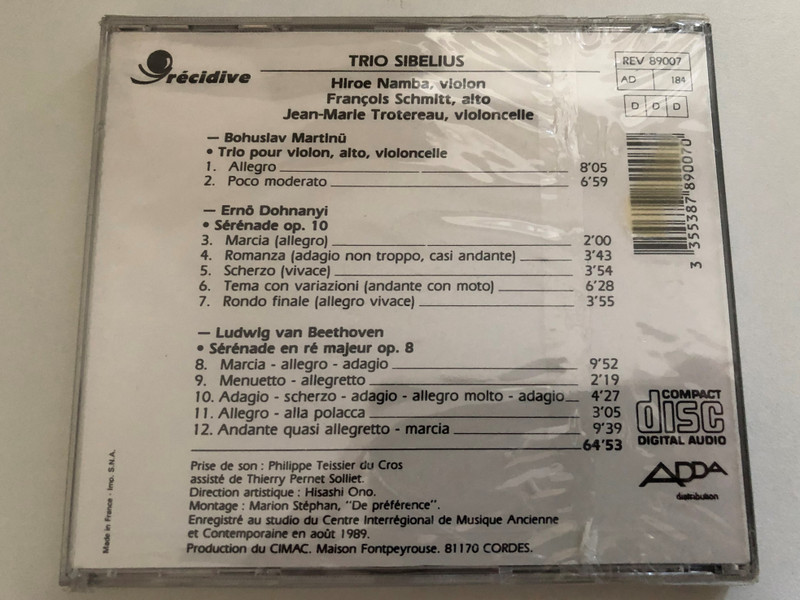 récidive
TRIO SIBELIUS
REV 89007
AD 184
D D D
Hiroe Namba, violon
François Schmitt, alto
Jean-Marie Trotereau, violoncelle
— Bohuslav Martinů
• Trio pour violon, alto, violoncelle
1. Allegro 8'05
2. Poco moderato 6'59
— Ernö Dohnanyi
• Sérénade op. 10
3. Marcia (allegro) 2'00
4. Romanza (adagio non troppo, casi andante) 3'43
5. Scherzo (vivace) 3'54
6. Tema con variazioni (andante con moto) 6'28
7. Rondo finale (allegro vivace) 3'55
— Ludwig van Beethoven
• Sérénade en ré majeur op. 8
8. Marcia - allegro - adagio 9'52
9. Menuetto - allegretto 2'19
10. Adagio - scherzo - adagio - allegro molto - adagio 4'27
11. Allegro - alla polacca 3'05
12. Andante quasi allegretto - marcia 9'39
64'53
3 355387 890070
COMPACT
disc
DIGITAL AUDIO
ADDA
distribution
Prise de son : Philippe Teissier du Cros
assisté de Thierry Pernet Solliet.
Direction artistique : Hisashi Ono.
Montage : Marion Stéphan, "De préférence".
Enregistré au studio du Centre Interrégional de Musique Ancienne
et Contemporaine en août 1989.
Production du CIMAC. Maison Fontpeyrouse. 81170 CORDES.
Made in France - Imp. S.N.A.